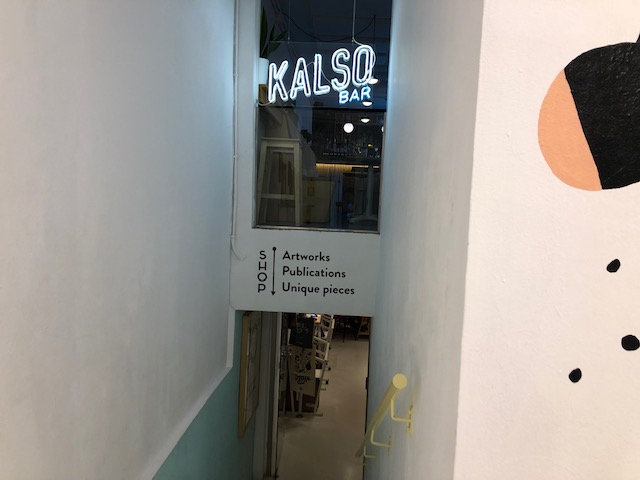 KALSO
BAR
SHOP
Artworks
Publications
Unique pieces